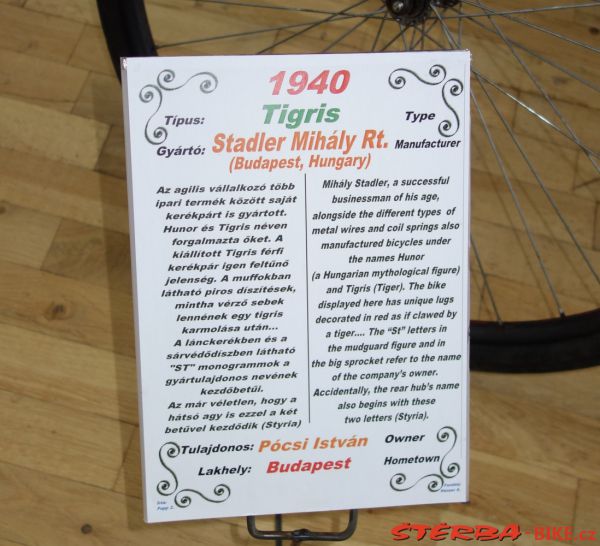 1940
Típus: Tigris Type
Gyártó: Stadler Mihály Rt. Manufacturer
(Budapest, Hungary)
Az agilis vállalkozó több
ipari termék között saját
kerékpárt is gyártott.
Hunor és Tigris néven
forgalmazta őket. A
kiállított Tigris férfi
kerékpár igen feltűnő
jelenség. A muffokban
látható piros díszítések,
mintha vérző sebek
lennének egy tigris
karmolása után...
A lánckerékben és a
sárvédődíszben látható
"ST" monogrammok a
gyártulajdonos nevének
kezdőbetűi.
Az már véletlen, hogy a
hátsó agy is ezzel a két
betűvel kezdődik (Styria)
Mihály Stadler, a successful
businessman of his age,
alongside the different types of
metal wires and coil springs also
manufactured bicycles under
the names Hunor
(a Hungarian mythological figure)
and Tigris (Tiger). The bike
displayed here has unique lugs
decorated in red as if clawed by
a tiger.... The “St” letters in
the mudguard figure and in
the big sprocket refer to the name
of the company's owner.
Accidentally, the rear hub's name
also begins with these
two letters (Styria).
Tulajdonos: Pócsi István Owner
Lakhely: Budapest Hometown
Papp Z.
STERBA-BIKE.cz